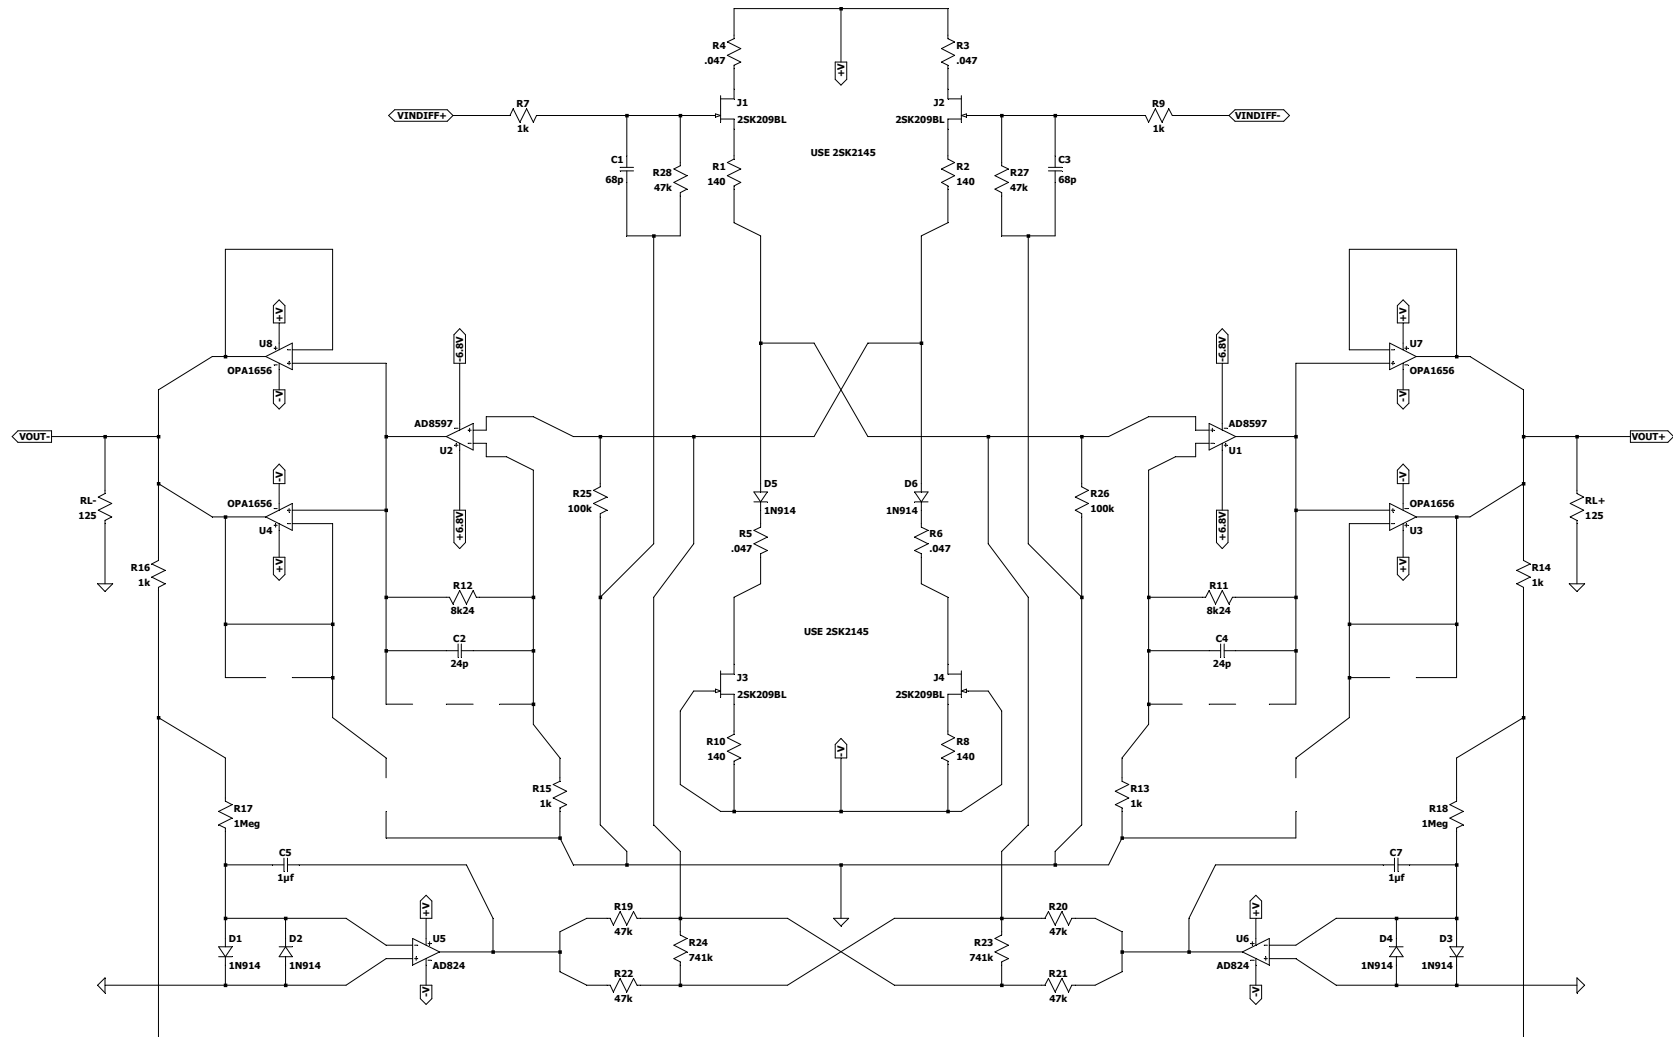 R4
.047
R3
.047
+V
VINDIFF+
R7
1k
J1
2SK209BL
J2
2SK209BL
R9
1k
VINDIFF-
USE 2SK2145
C1
68p
R28
47k
R1
140
R2
140
R27
47k
C3
68p
+V
U8
OPA1656
-V
-6.8V
AD8597
U2
+6.8V
-6.8V
AD8597
U1
+6.8V
+V
U7
OPA1656
-V
VOUT-
VOUT+
RL-
125
-V
OPA1656
U4
+V
R25
100k
D5
1N914
R5
.047
D6
1N914
R6
.047
R26
100k
-V
OPA1656
U3
+V
RL+
125
R16
1k
R12
8k24
C2
24p
R11
8k24
C4
24p
R14
1k
USE 2SK2145
J3
2SK209BL
J4
2SK209BL
R10
140
-V
R8
140
R15
1k
R13
1k
R17
1Meg
R18
1Meg
C5
1µf
C7
1µf
D1
1N914
D2
1N914
+V
U5
AD824
-V
R19
47k
R24
741k
R22
47k
R20
47k
R23
741k
R21
47k
+V
U6
AD824
-V
D4
1N914
D3
1N914